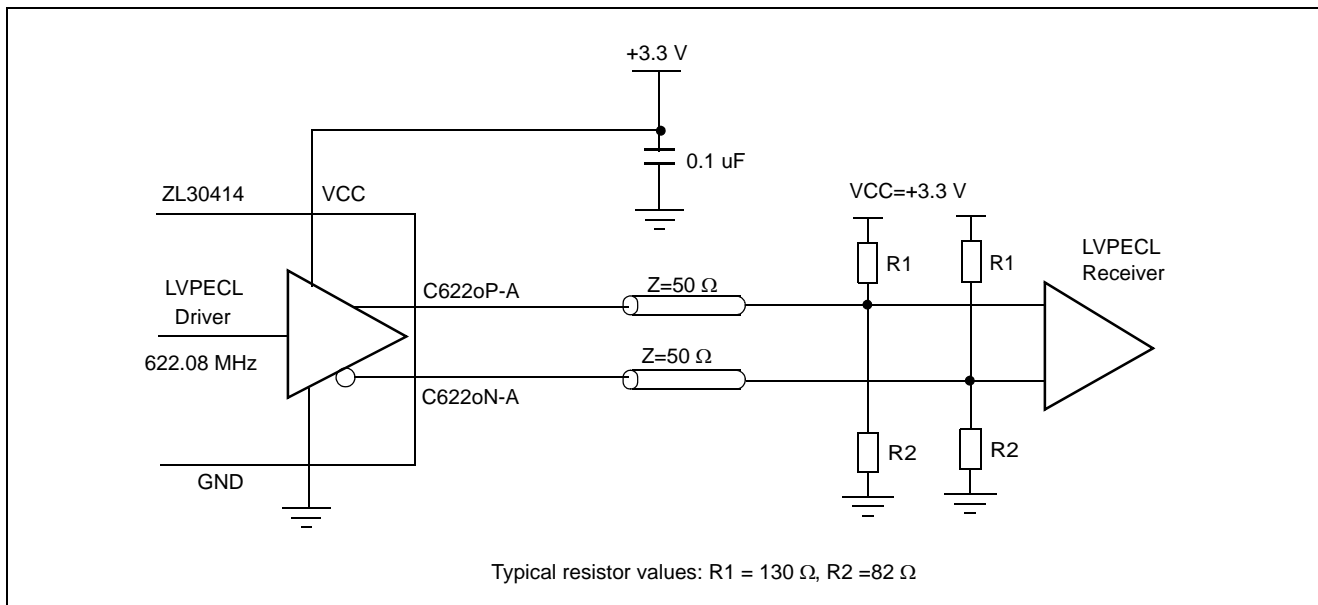 +3.3 V
0.1 uF
ZL30414
VCC
VCC=+3.3 V
R1
R1
LVPECL
Receiver
LVPECL
Driver
622.08 MHz
C622oP-A
Z=50 Ω
Z=50 Ω
C622oN-A
R2
R2
GND
Typical resistor values: R1 = 130 Ω, R2 =82 Ω